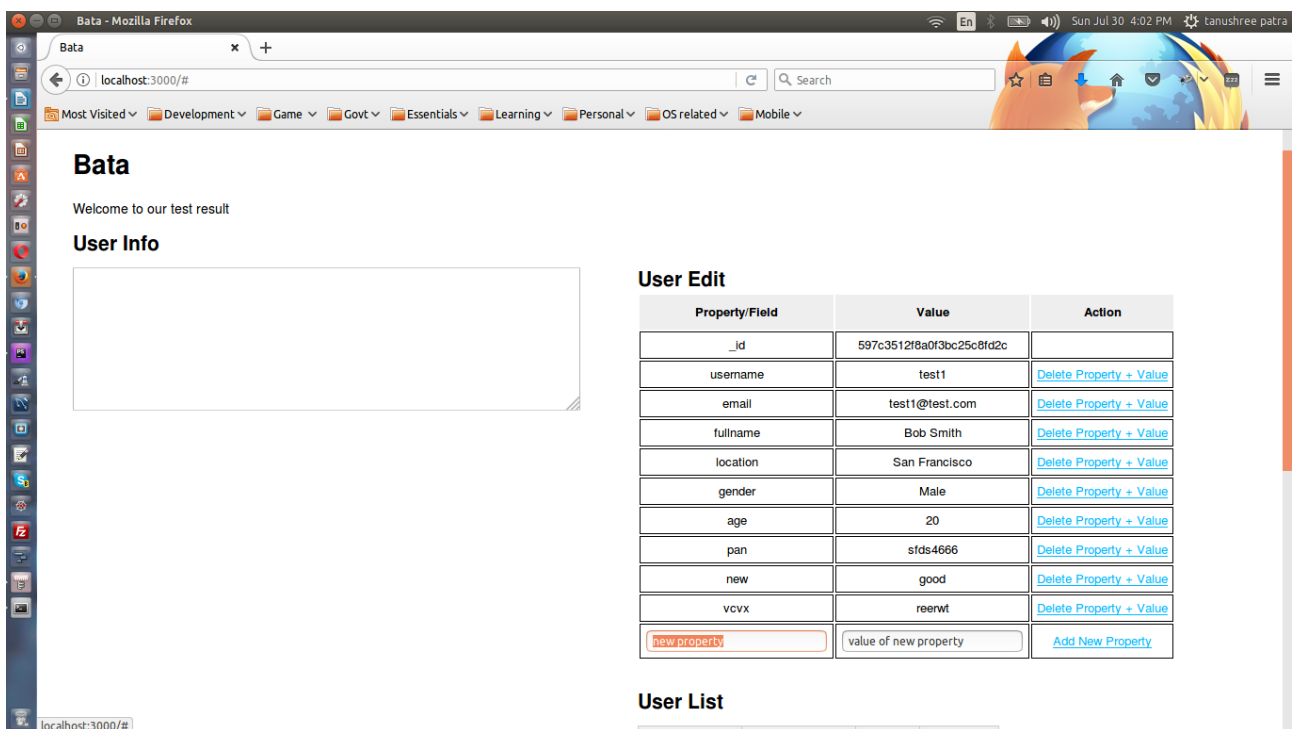 Bata - Mozilla Firefox
En
Sun Jul 30 4:02 PM
tanushree patra
Bata
localhost:3000/#
Search
Most Visited
Development
Game
Govt
Essentials
Learning
Personal
OS related
Mobile
Bata
Welcome to our test result
User Info
User Edit
Property/Field Value Action
_id 597c3512f8a0f3bc25c8fd2c
username test1 Delete Property + Value
email test1@test.com Delete Property + Value
fullname Bob Smith Delete Property + Value
location San Francisco Delete Property + Value
gender Male Delete Property + Value
age 20 Delete Property + Value
pan sfds4666 Delete Property + Value
new good Delete Property + Value
vcvx reerwt Delete Property + Value
new property value of new property Add New Property
User List
localhost:3000/#